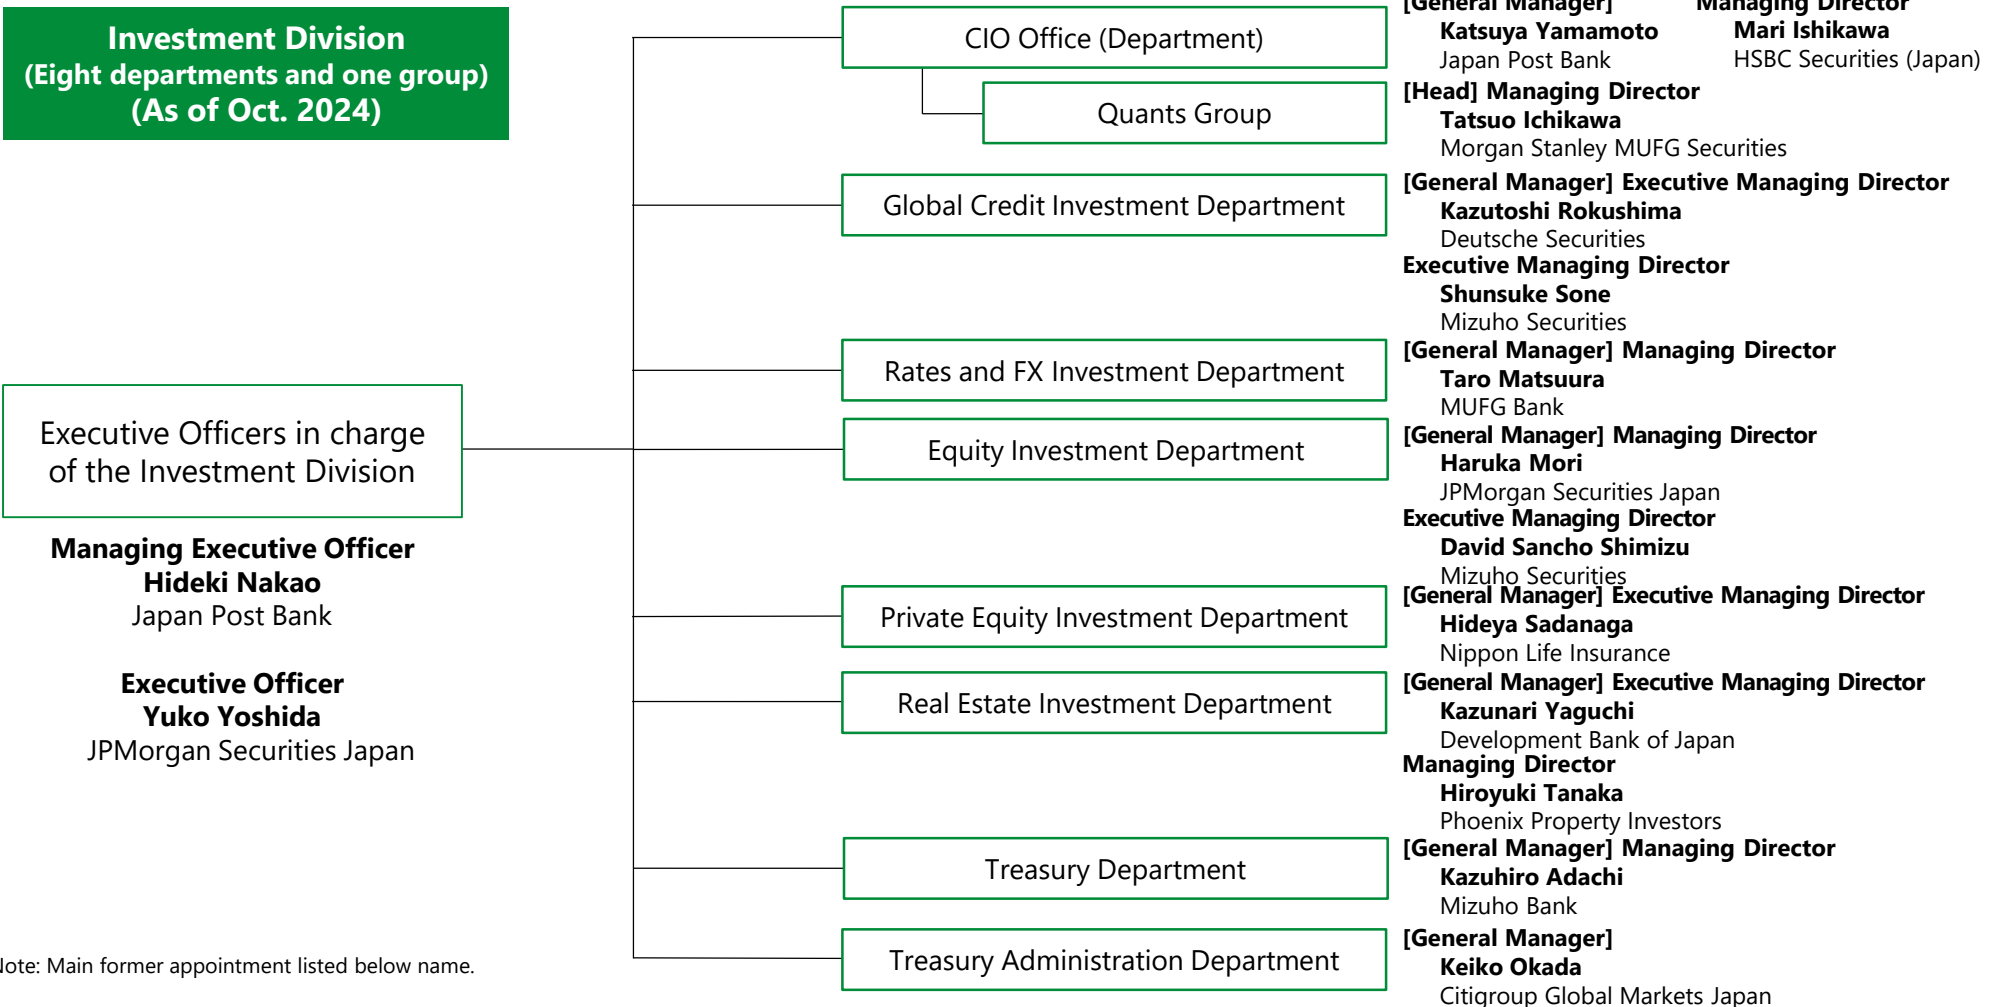 Investment Division
(Eight departments and one group)
(As of Oct. 2024)
Executive Officers in charge
of the Investment Division
Managing Executive Officer
Hideki Nakao
Japan Post Bank
Executive Officer
Yuko Yoshida
JPMorgan Securities Japan
Note: Main former appointment listed below name.
CIO Office (Department)
[General Manager]
Katsuya Yamamoto
Japan Post Bank
Managing Director
Mari Ishikawa
HSBC Securities (Japan)
Quants Group
[Head] Managing Director
Tatsuo Ichikawa
Morgan Stanley MUFG Securities
Global Credit Investment Department
[General Manager] Executive Managing Director
Kazutoshi Rokushima
Deutsche Securities
Executive Managing Director
Shunsuke Sone
Mizuho Securities
Rates and FX Investment Department
[General Manager] Managing Director
Taro Matsuura
MUFG Bank
Equity Investment Department
[General Manager] Managing Director
Haruka Mori
JPMorgan Securities Japan
Executive Managing Director
David Sancho Shimizu
Mizuho Securities
Private Equity Investment Department
[General Manager] Executive Managing Director
Hideya Sadanaga
Nippon Life Insurance
Real Estate Investment Department
[General Manager] Executive Managing Director
Kazunari Yaguchi
Development Bank of Japan
Managing Director
Hiroyuki Tanaka
Phoenix Property Investors
Treasury Department
[General Manager] Managing Director
Kazuhiro Adachi
Mizuho Bank
Treasury Administration Department
[General Manager]
Keiko Okada
Citigroup Global Markets Japan